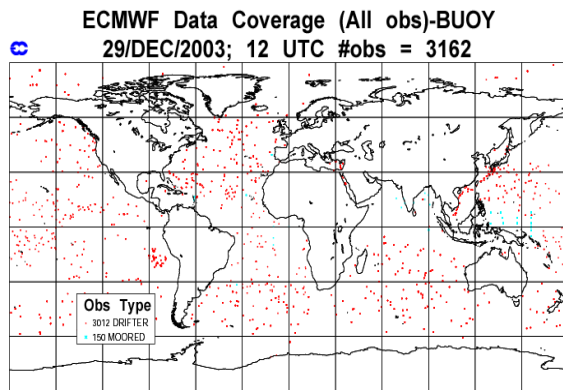 ECMWF Data Coverage (All obs)-BUOY
29/DEC/2003; 12 UTC #obs = 3162
Obs Type
3012 DRIFTER
150 MOORED